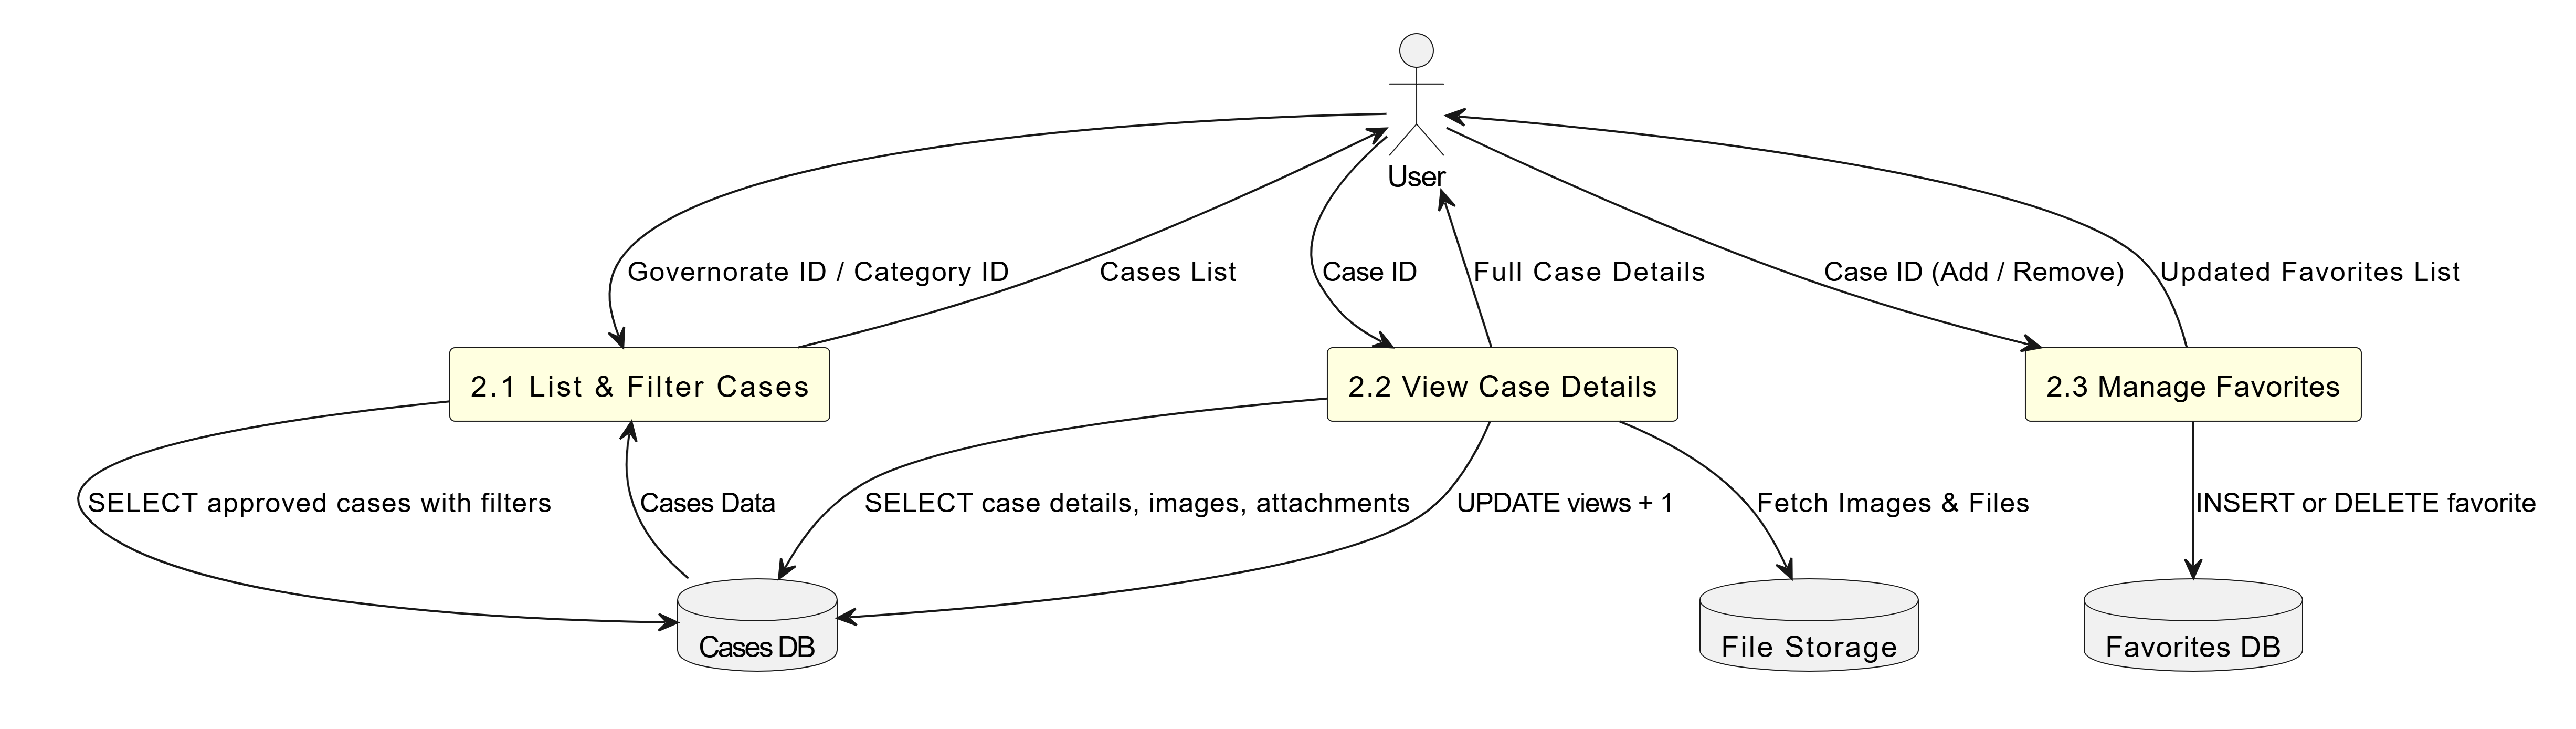 User
Governorate ID / Category ID
Cases List
Case ID
Full Case Details
Case ID (Add / Remove)
Updated Favorites List
2.1 List & Filter Cases
2.2 View Case Details
2.3 Manage Favorites
SELECT approved cases with filters
Cases Data
SELECT case details, images, attachments
UPDATE views + 1
Fetch Images & Files
INSERT or DELETE favorite
Cases DB
File Storage
Favorites DB